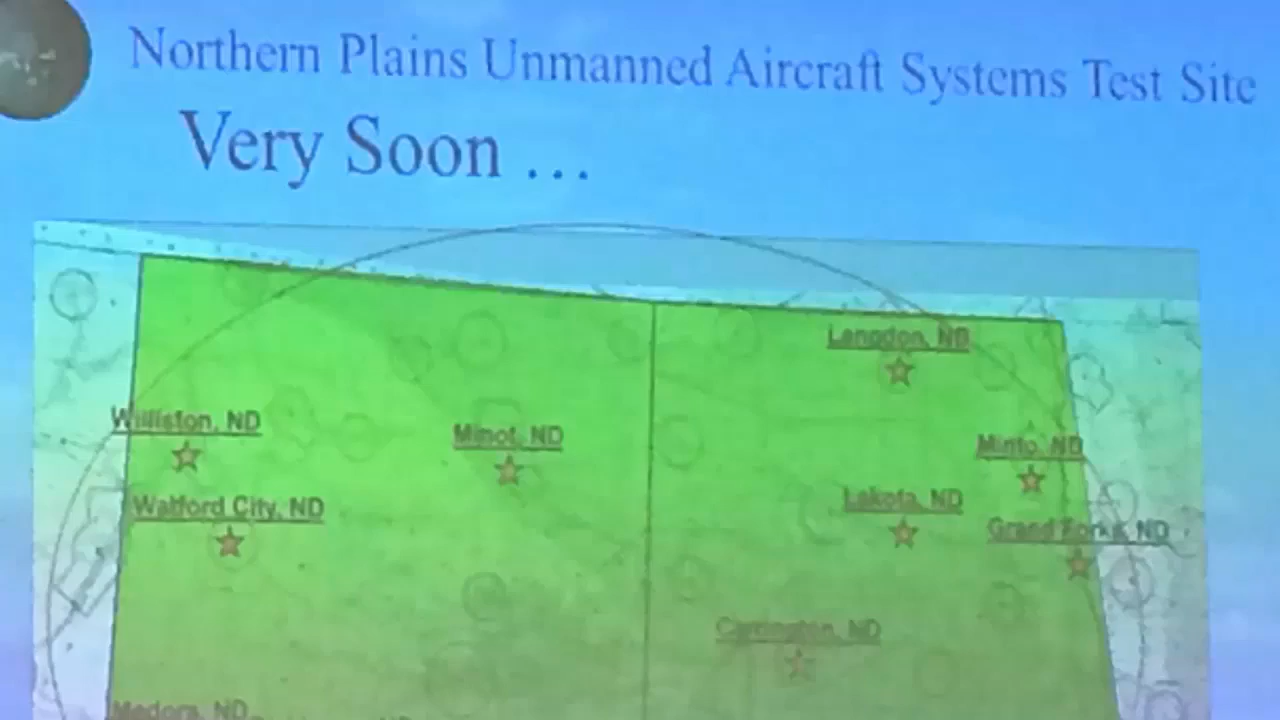 Northern Plains Unmanned Aircraft Systems Test Site
Very Soon ...
Langdon, ND
Williston, ND
Minot, ND
Minto, ND
Watford City, ND
Lakota, ND
Grand Forks, ND
Carrington, ND
Medora, ND